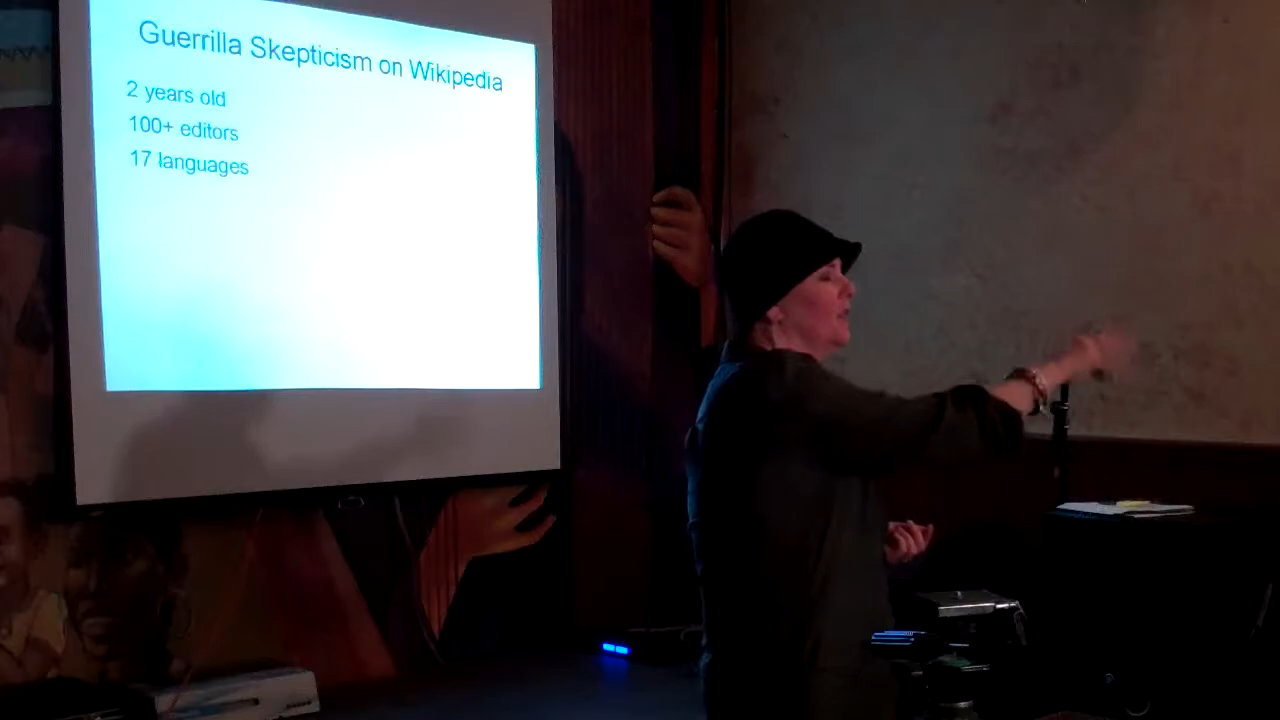 Guerrilla Skepticism on Wikipedia
2 years old
100+ editors
17 languages